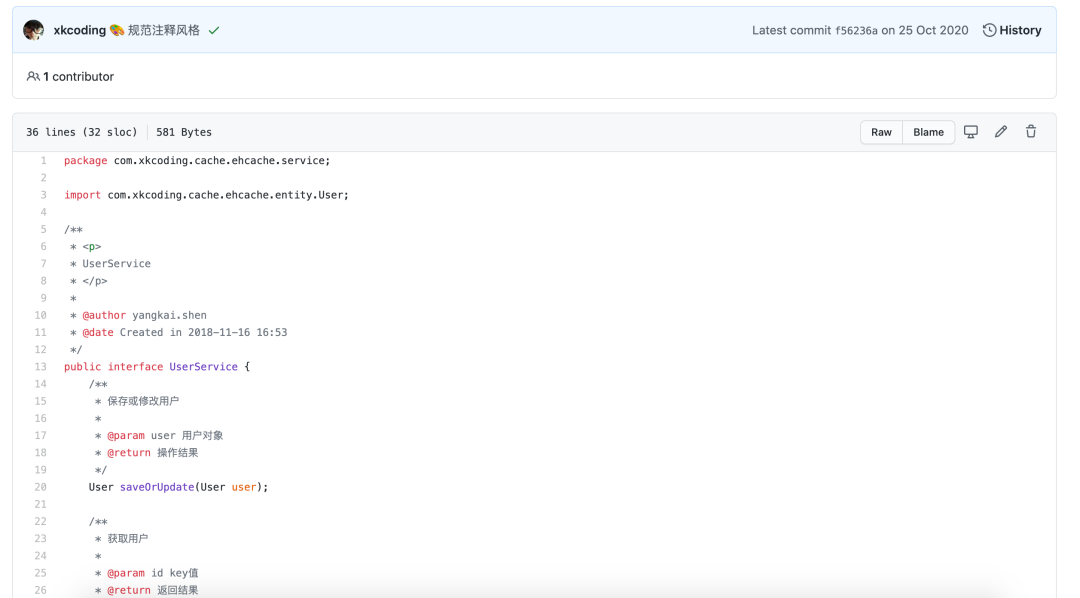 xkcoding 🎨 规范注释风格
Latest commit f56236a on 25 Oct 2020 History
1 contributor
36 lines (32 sloc) 581 Bytes
Raw Blame
1 package com.xkcoding.cache.ehcache.service;
2
3 import com.xkcoding.cache.ehcache.entity.User;
4
5 /**
6 * <p>
7 * UserService
8 * </p>
9 *
10 * @author yangkai.shen
11 * @date Created in 2018-11-16 16:53
12 */
13 public interface UserService {
14 /**
15 * 保存或修改用户
16 *
17 * @param user 用户对象
18 * @return 操作结果
19 */
20 User saveOrUpdate(User user);
21
22 /**
23 * 获取用户
24 *
25 * @param id key值
26 * @return 返回结果